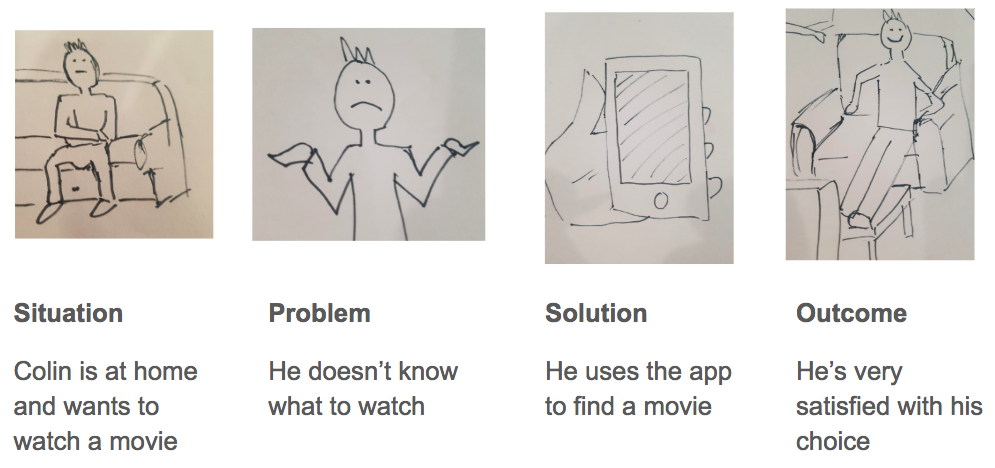 Situation
Colin is at home
and wants to
watch a movie
Problem
He doesn’t know
what to watch
Solution
He uses the app
to find a movie
Outcome
He’s very
satisfied with his
choice